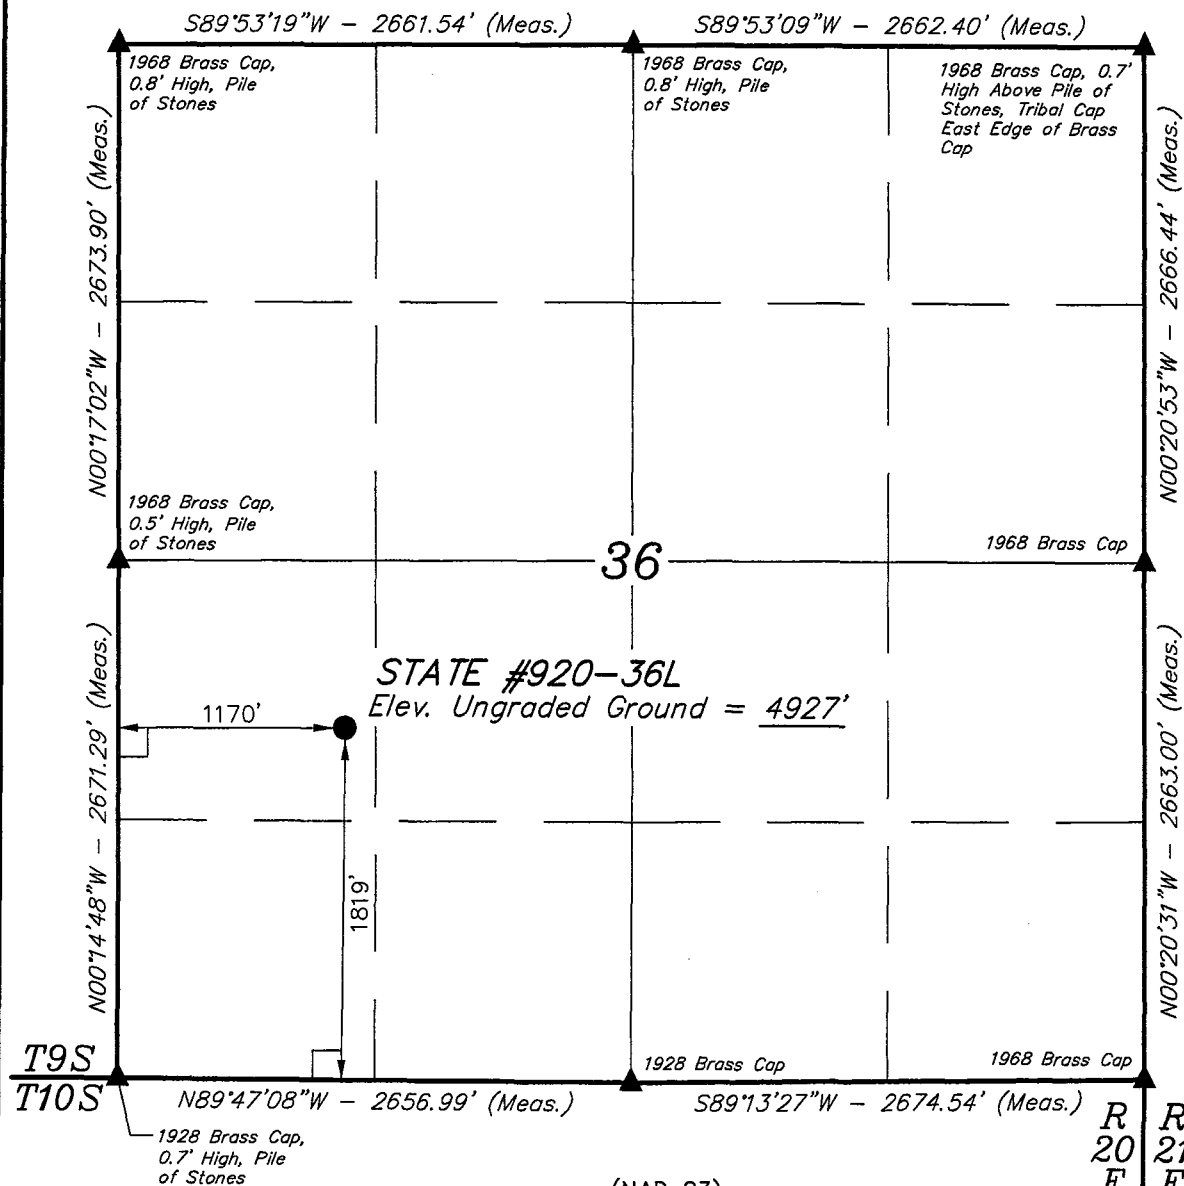 S89°53'19"W - 2661.54' (Meas.)
S89°53'09"W - 2662.40' (Meas.)
1968 Brass Cap,
0.8' High, Pile
of Stones
1968 Brass Cap,
0.8' High, Pile
of Stones
1968 Brass Cap, 0.7'
High Above Pile of
Stones, Tribal Cap
East Edge of Brass
Cap
N00°17'02"W - 2673.90' (Meas.)
N00°20'53"W - 2666.44' (Meas.)
1968 Brass Cap,
0.5' High, Pile
of Stones
36
1968 Brass Cap
STATE #920-36L
Elev. Ungraded Ground = 4927'
1170'
1819'
N00°14'48"W - 2671.29' (Meas.)
N00°20'31"W - 2663.00' (Meas.)
1928 Brass Cap
1968 Brass Cap
T9S
T10S
N89°47'08"W - 2656.99' (Meas.)
S89°13'27"W - 2674.54' (Meas.)
1928 Brass Cap,
0.7' High, Pile
of Stones
R R
20 21
E E